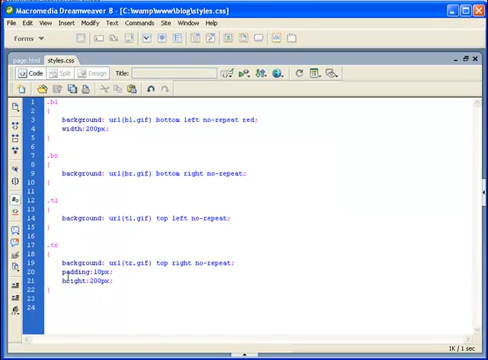 Macromedia Dreamweaver 8 - [C:\wamp\www\blog\styles.css]
File Edit View Insert Modify Text Commands Site Window Help
Forms
page.html styles.css
Code Split Design Title:
1 .bl
2 {
3 background: url(bl.gif) bottom left no-repeat red;
4 width:200px;
5 }
6
7 .br
8 {
9 background: url(br.gif) bottom right no-repeat;
10 }
11
12 .tl
13 {
14 background: url(tl.gif) top left no-repeat;
15 }
16
17 .tr
18 {
19 background: url(tr.gif) top right no-repeat;
20 padding:10px;
21 height:200px;
22 }
23
24
1K / 1 sec